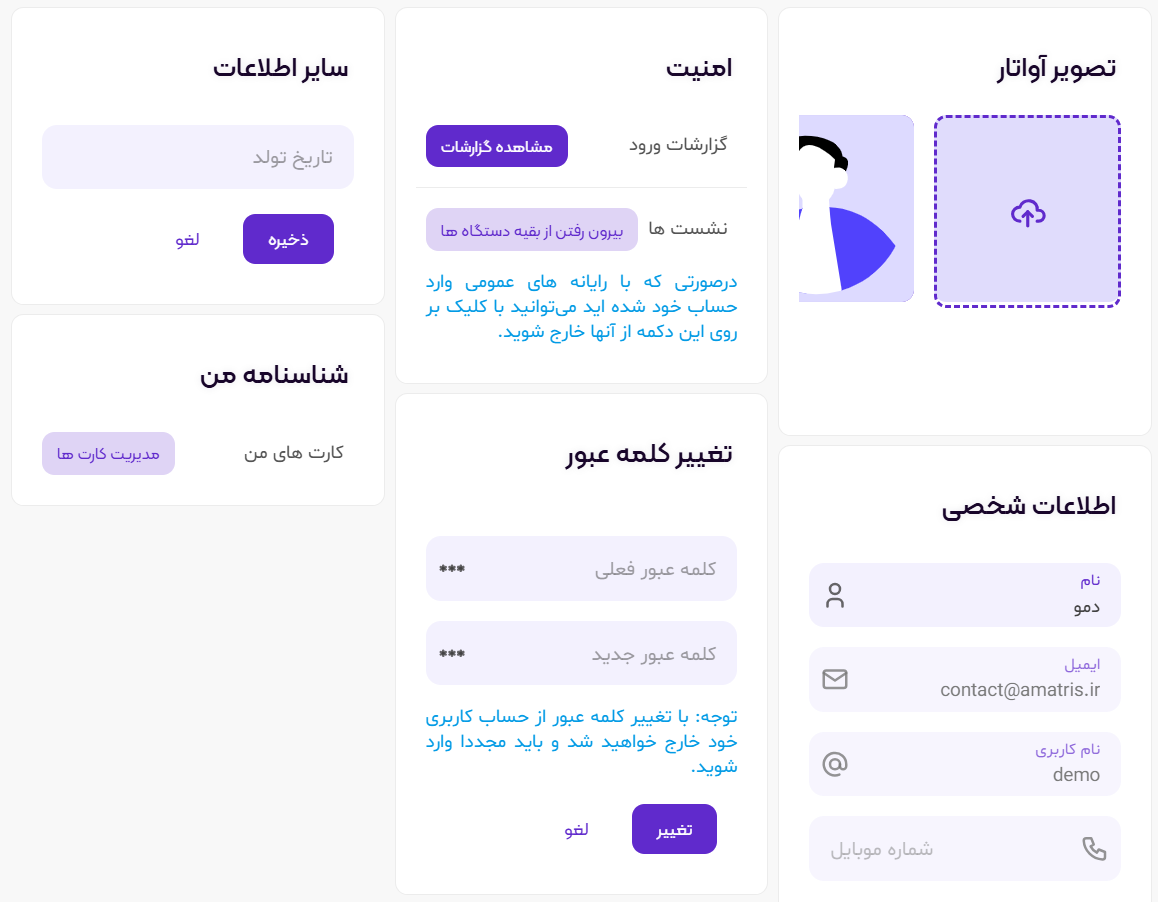 تصویر آواتار
اطلاعات شخصی
نام
دمو
ایمیل
contact@amatris.ir
نام کاربری
demo
شماره موبایل
امنیت
گزارشات ورود
مشاهده گزارشات
نشست ها
بیرون رفتن از بقیه دستگاه ها
درصورتی که با رایانه های عمومی وارد
حساب خود شده اید می‌توانید با کلیک بر
روی این دکمه از آنها خارج شوید.
تغییر کلمه عبور
کلمه عبور فعلی
***
کلمه عبور جدید
***
توجه: با تغییر کلمه عبور از حساب کاربری
خود خارج خواهید شد و باید مجددا وارد
شوید.
تغییر
لغو
سایر اطلاعات
تاریخ تولد
ذخیره
لغو
شناسنامه من
کارت های من
مدیریت کارت ها